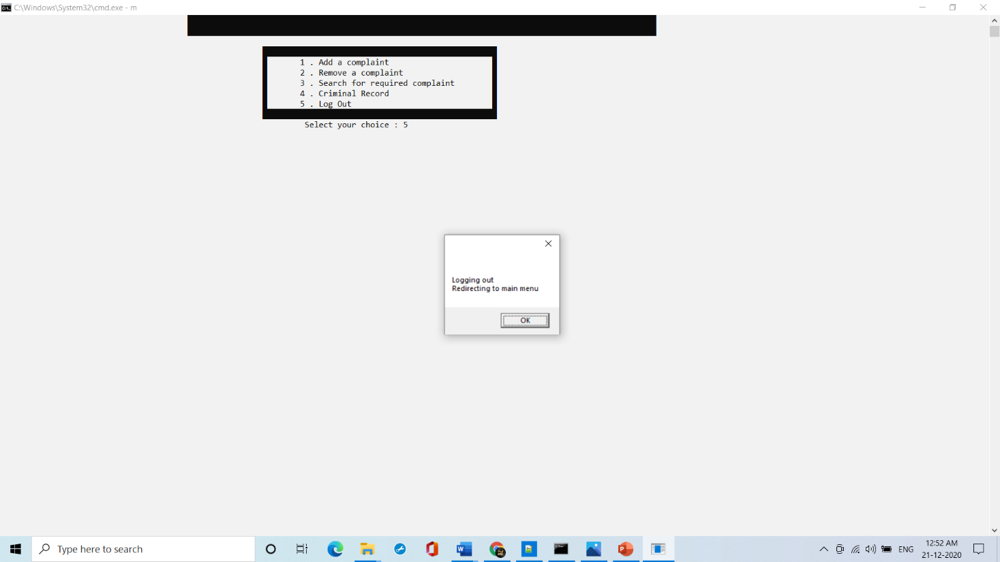 C:\Windows\System32\cmd.exe - m
1 . Add a complaint
2 . Remove a complaint
3 . Search for required complaint
4 . Criminal Record
5 . Log Out
Select your choice : 5
Logging out
Redirecting to main menu
OK
Type here to search
ENG
12:52 AM
21-12-2020